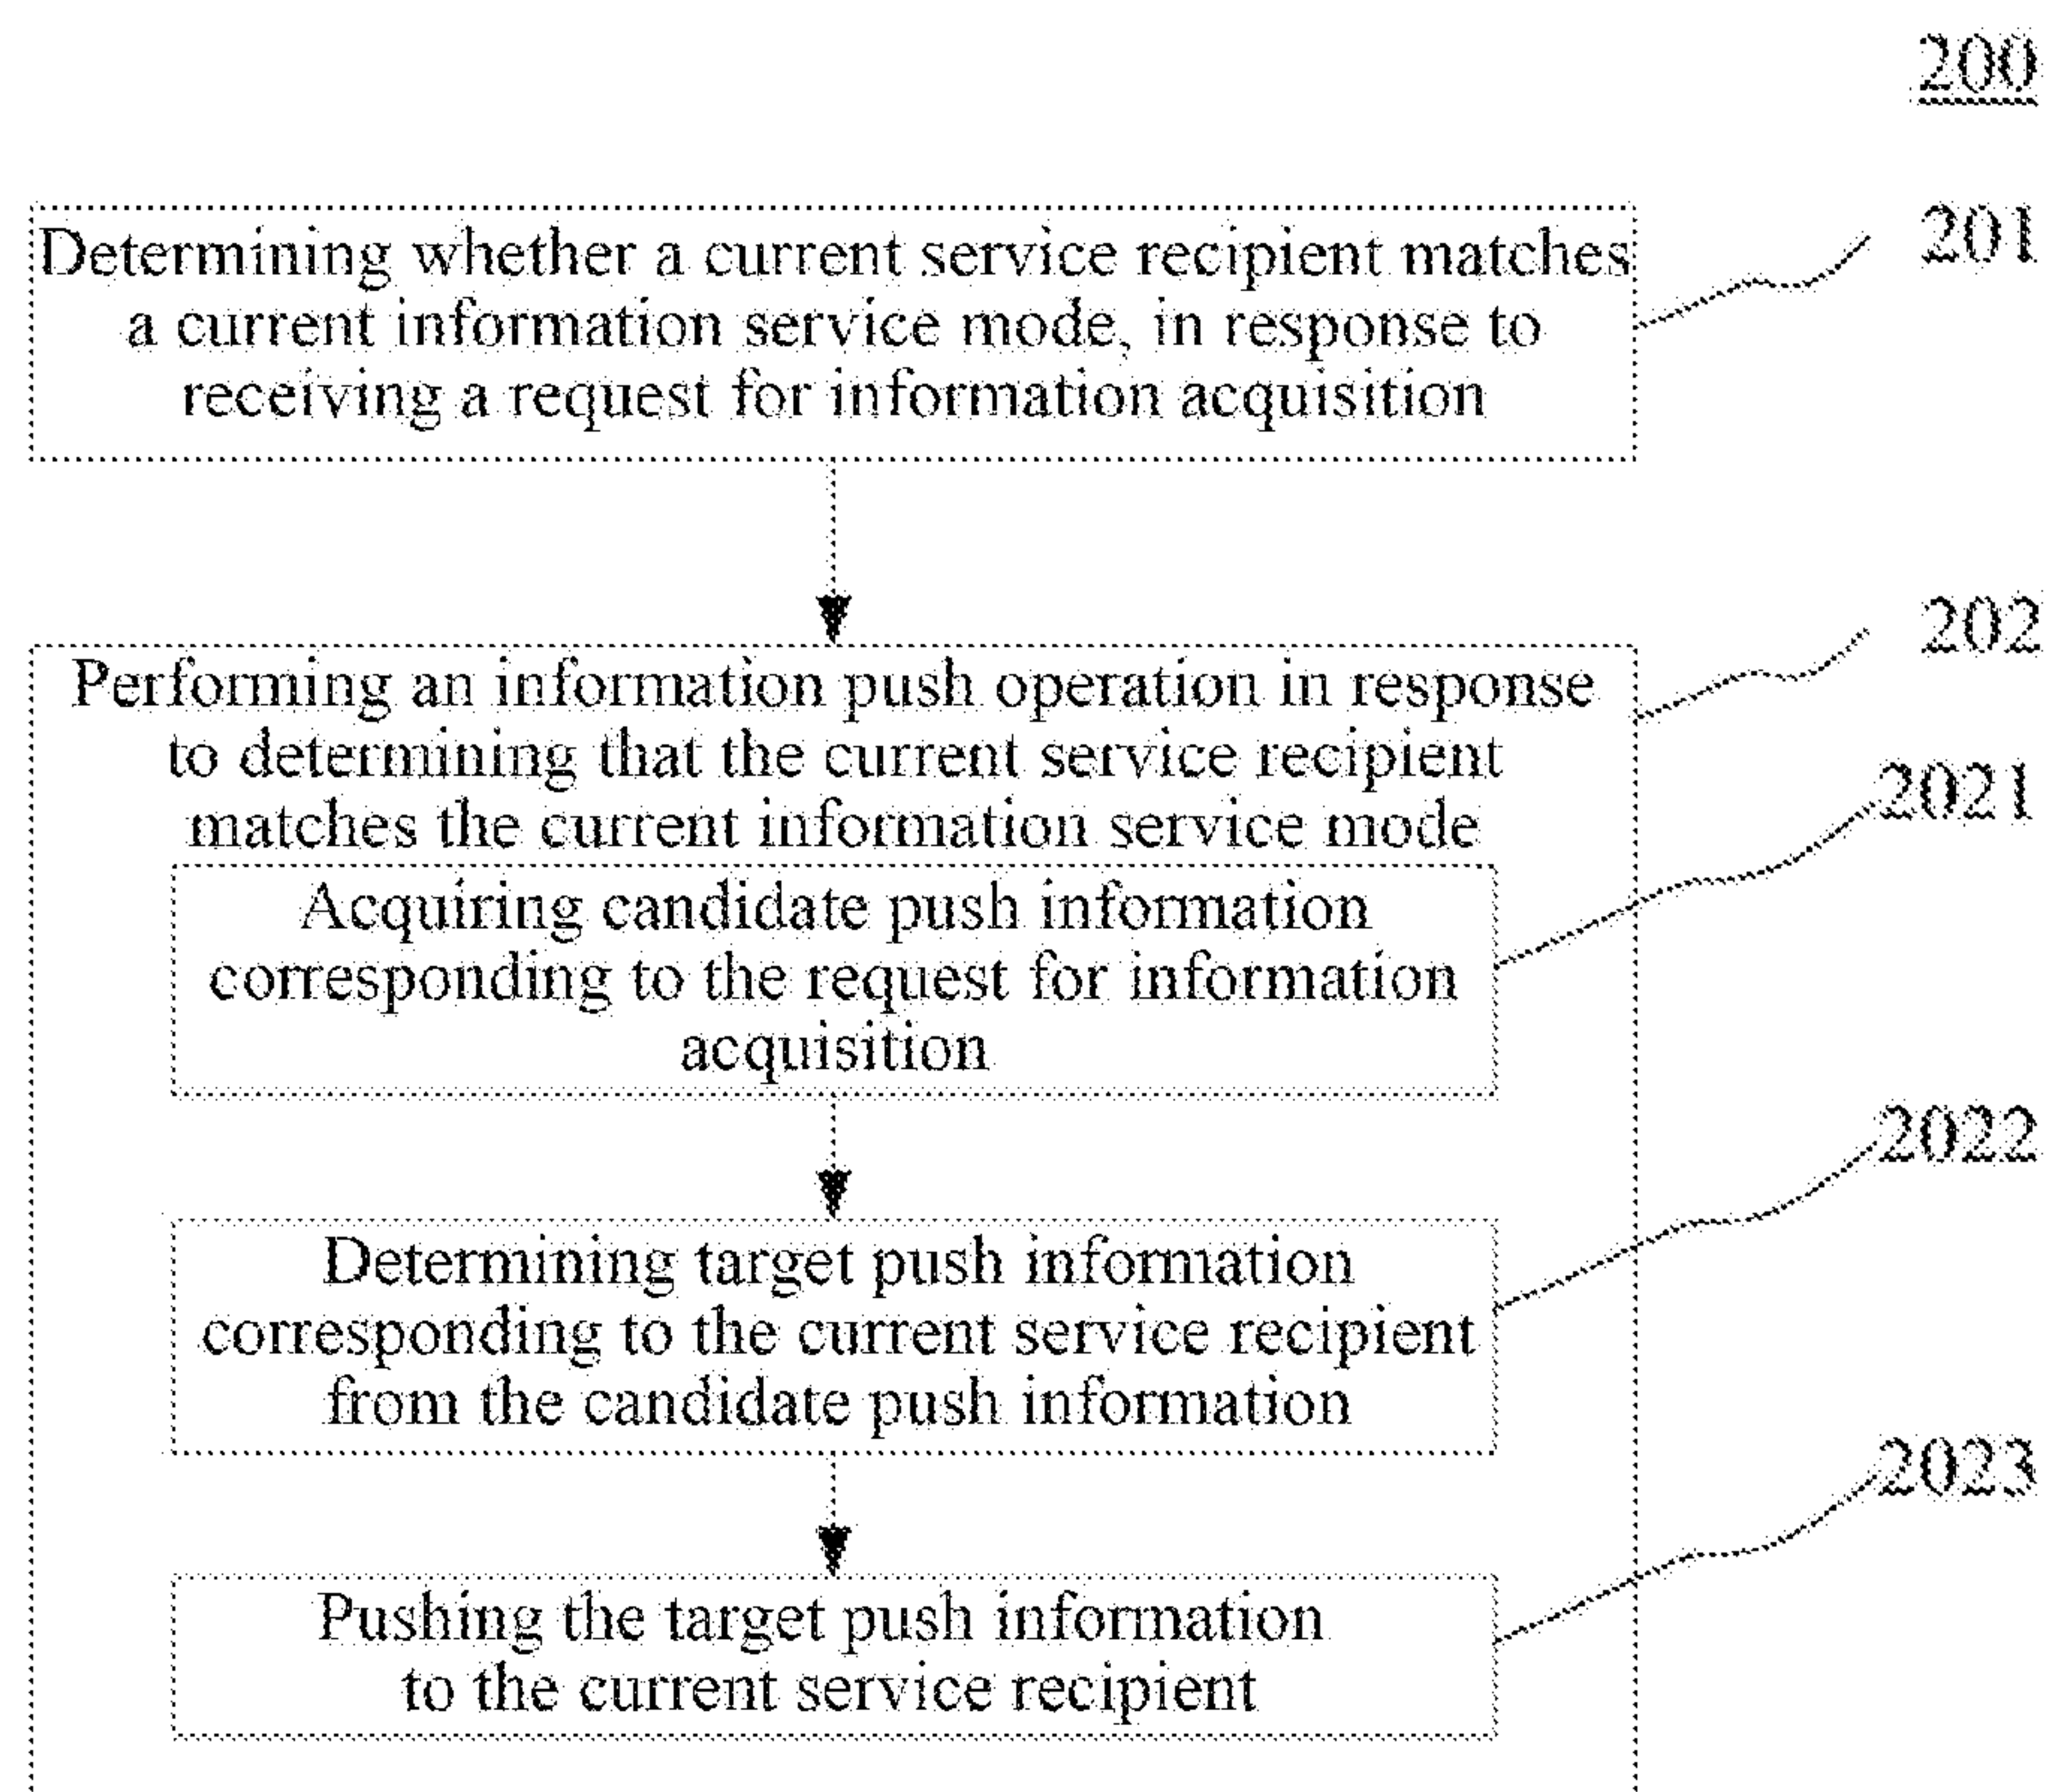 200
201
Determining whether a current service recipient matches
a current information service mode, in response to
receiving a request for information acquisition
202
Performing an information push operation in response
to determining that the current service recipient
matches the current information service mode
2021
Acquiring candidate push information
corresponding to the request for information
acquisition
2022
Determining target push information
corresponding to the current service recipient
from the candidate push information
2023
Pushing the target push information
to the current service recipient